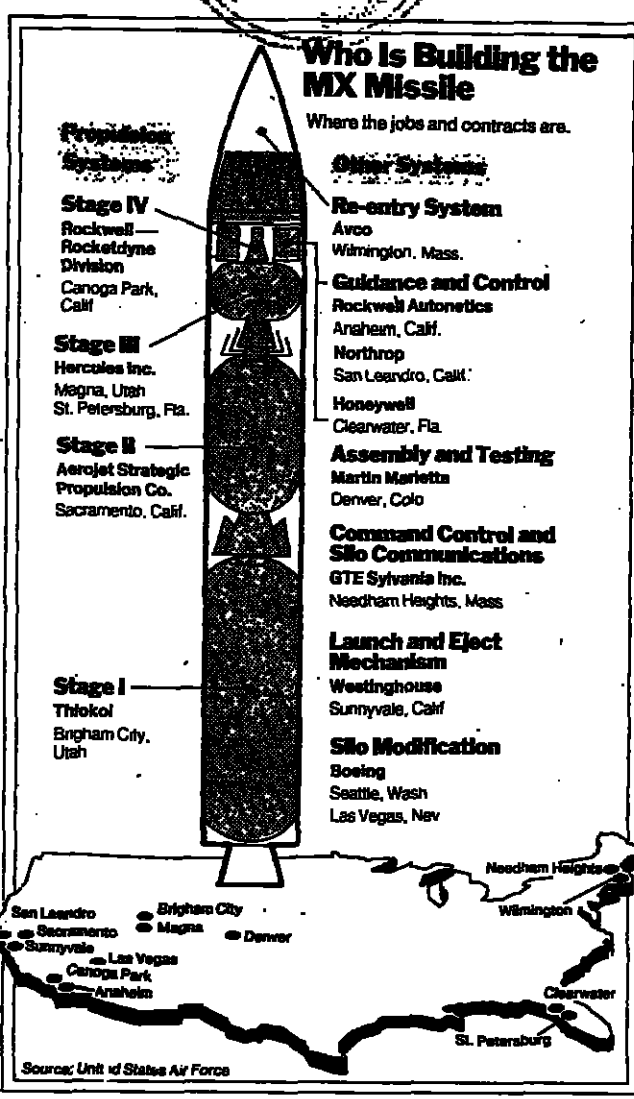 Who Is Building the
MX Missile
Where the jobs and contracts are.
Propulsion
Systems
Stage IV
Rockwell—
Rocketdyne
Division
Canoga Park,
Calif
Stage III
Hercules Inc.
Magna, Utah
St. Petersburg, Fla.
Stage II
Aerojet Strategic
Propulsion Co.
Sacramento, Calif.
Stage I
Thiokol
Brigham City,
Utah
Other Systems
Re-entry System
Avco
Wilmington, Mass.
Guidance and Control
Rockwell Autonetics
Anaheim, Calif.
Northrop
San Leandro, Calif.
Honeywell
Clearwater, Fla.
Assembly and Testing
Martin Marietta
Denver, Colo
Command Control and
Silo Communications
GTE Sylvania Inc.
Needham Heights, Mass
Launch and Eject
Mechanism
Westinghouse
Sunnyvale, Calif
Silo Modification
Boeing
Seattle, Wash
Las Vegas, Nev
Needham Heights
Wilmington
San Leandro
Sacramento
Sunnyvale
Brigham City
Magna
Denver
Las Vegas
Canoga Park
Anaheim
Clearwater
St. Petersburg
Source: United States Air Force